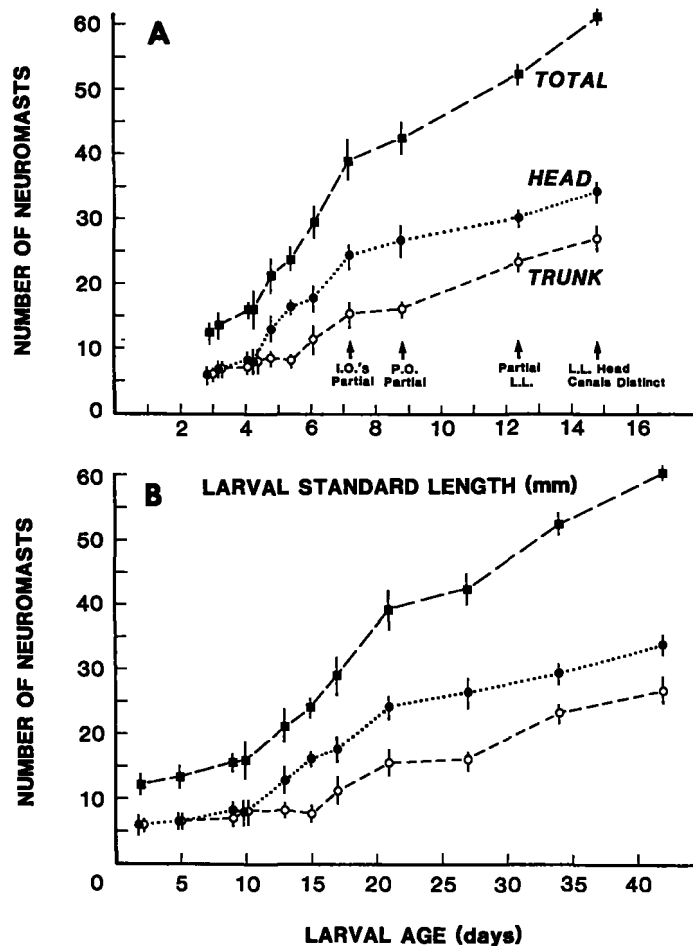 A
60
50
40
30
20
10
0
NUMBER OF NEUROMASTS
TOTAL
HEAD
TRUNK
I.O.'s
Partial
P.O.
Partial
Partial
L.L.
L.L. Head
Canals Distinct
2 4 6 8 10 12 14 16
LARVAL STANDARD LENGTH (mm)
B
60
50
40
30
20
10
0
NUMBER OF NEUROMASTS
5 10 15 20 25 30 35 40
LARVAL AGE (days)